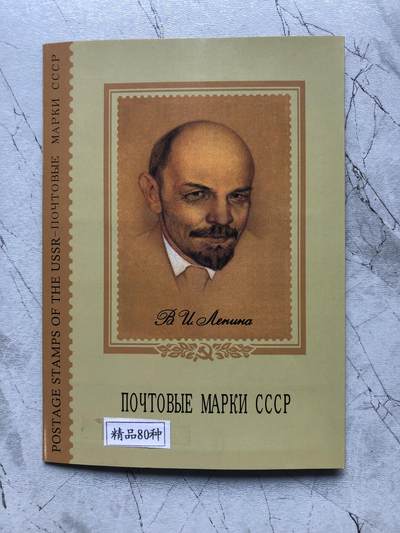 POSTAGE STAMPS OF THE USSR-ПОЧТОВЫЕ МАРКИ СССР
В. И. Ленина
ПОЧТОВЫЕ МАРКИ СССР
精品80种